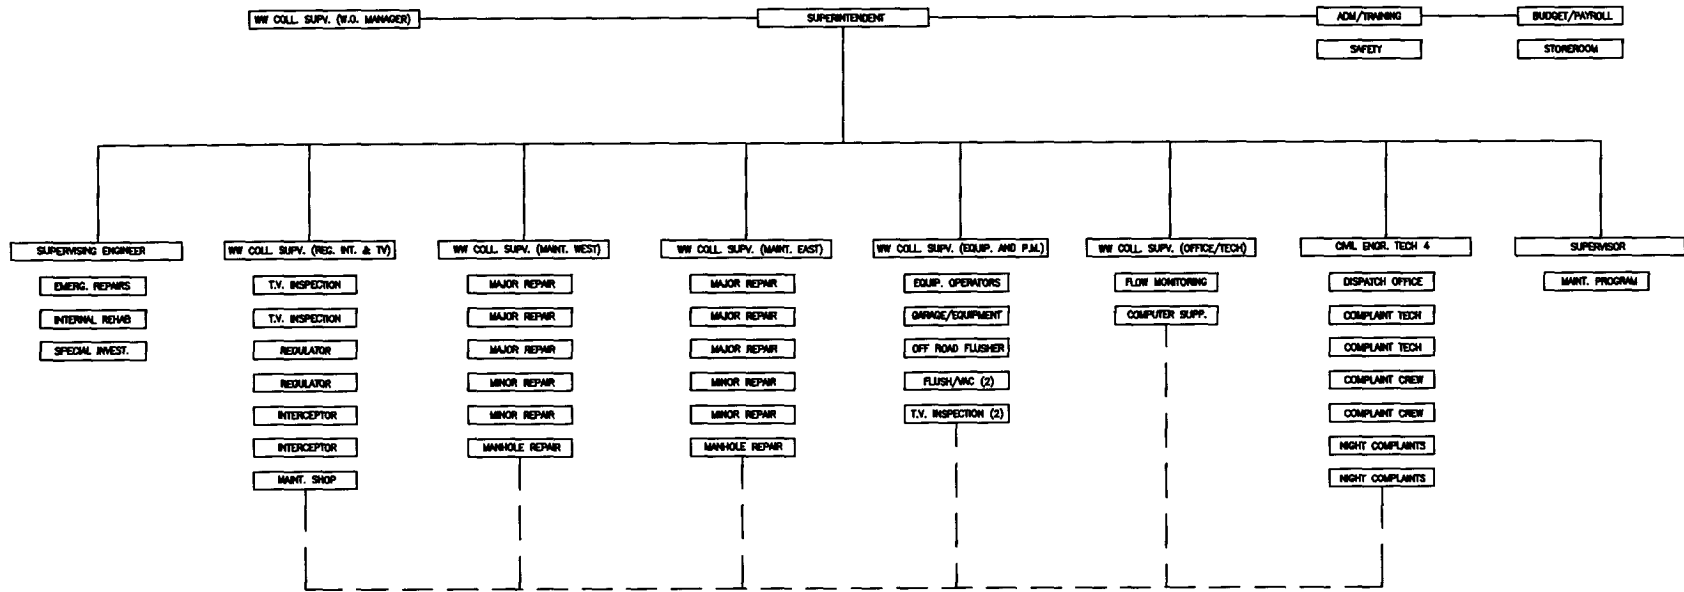 WW COLL. SUPV. (W.O. MANAGER)
SUPERINTENDENT
ADM/TRAINING
BUDGET/PAYROLL
SAFETY
STOREROOM
SUPERVISING ENGINEER
EMERG. REPAIRS
INTERNAL REHAB
SPECIAL INVEST.
WW COLL. SUPV. (REG. INT. & TV)
T.V. INSPECTION
T.V. INSPECTION
REGULATOR
REGULATOR
INTERCEPTOR
INTERCEPTOR
MAINT. SHOP
WW COLL. SUPV. (MAINT. WEST)
MAJOR REPAIR
MAJOR REPAIR
MAJOR REPAIR
MINOR REPAIR
MINOR REPAIR
MANHOLE REPAIR
WW COLL. SUPV. (MAINT. EAST)
MAJOR REPAIR
MAJOR REPAIR
MAJOR REPAIR
MINOR REPAIR
MINOR REPAIR
MANHOLE REPAIR
WW COLL. SUPV. (EQUIP. AND P.M.)
EQUIP. OPERATORS
GARAGE/EQUIPMENT
OFF ROAD FLUSHER
FLUSH/VAC (2)
T.V. INSPECTION (2)
WW COLL. SUPV. (OFFICE/TECH)
FLOW MONITORING
COMPUTER SUPP.
CIVIL ENGR. TECH 4
DISPATCH OFFICE
COMPLAINT TECH
COMPLAINT TECH
COMPLAINT CREW
COMPLAINT CREW
NIGHT COMPLAINTS
NIGHT COMPLAINTS
SUPERVISOR
MAINT. PROGRAM